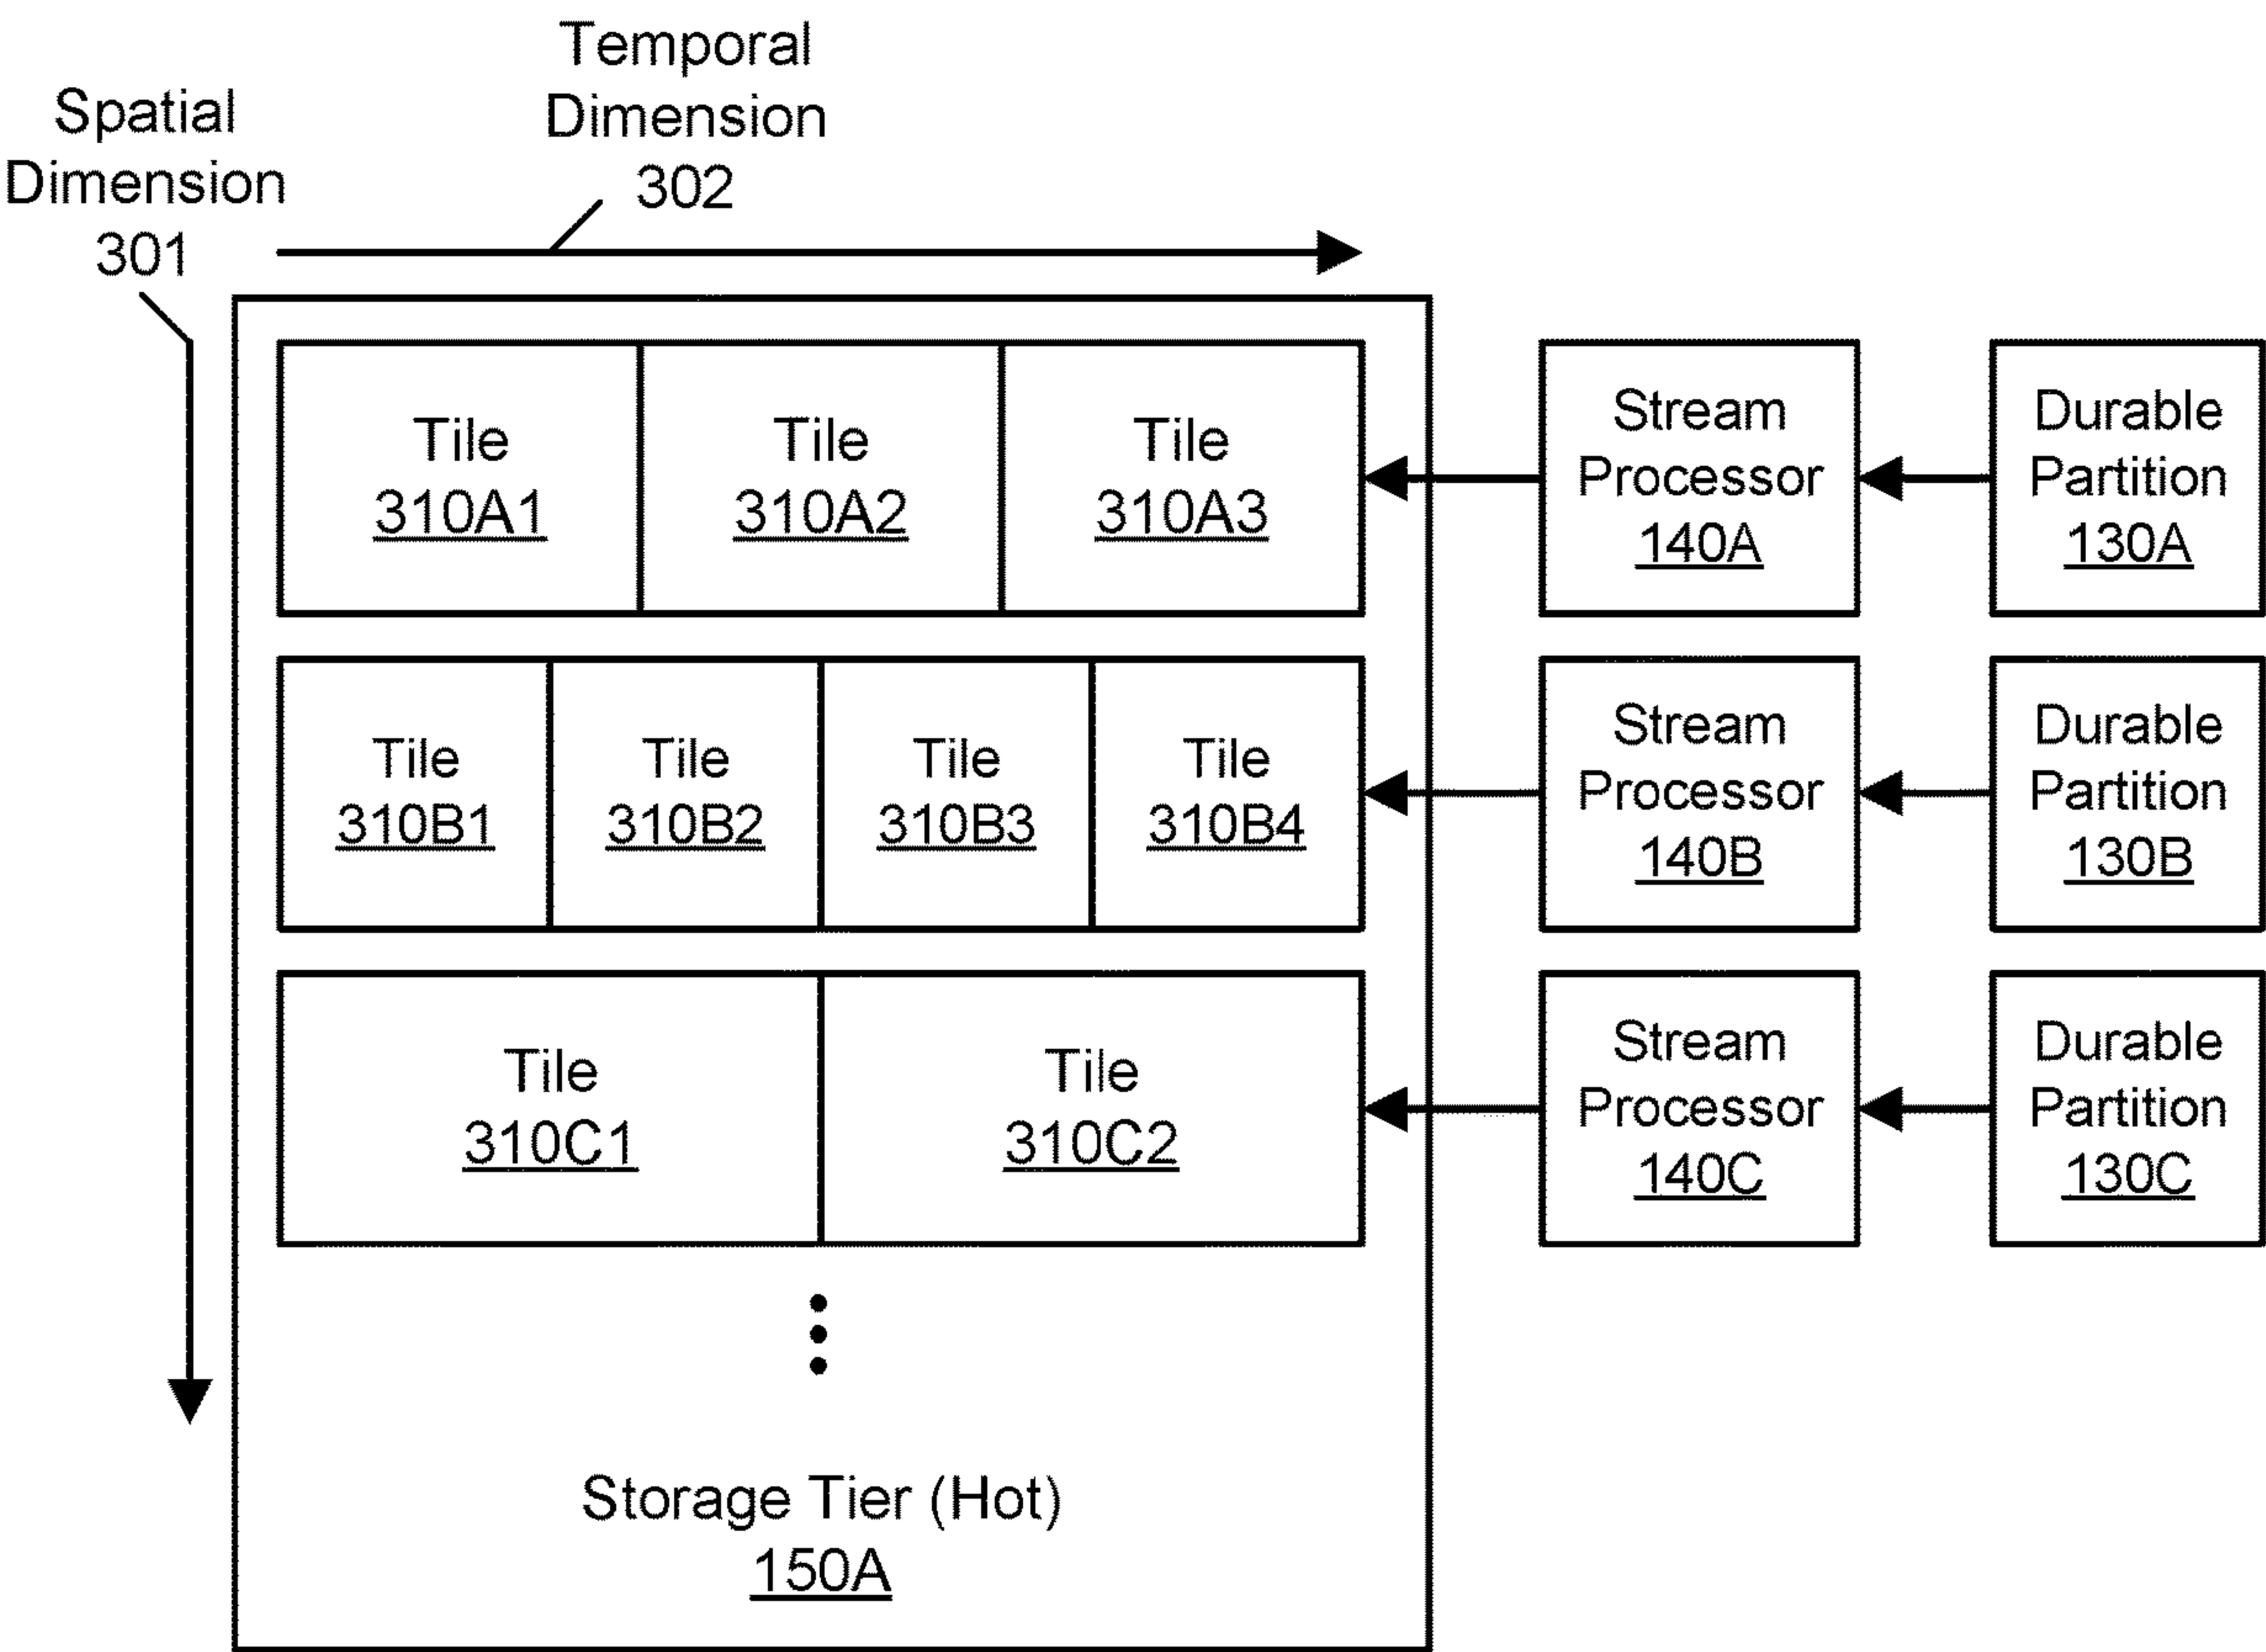 Temporal
Dimension
302
Spatial
Dimension
301
Tile
310A1
Tile
310A2
Tile
310A3
Stream
Processor
140A
Durable
Partition
130A
Tile
310B1
Tile
310B2
Tile
310B3
Tile
310B4
Stream
Processor
140B
Durable
Partition
130B
Tile
310C1
Tile
310C2
Stream
Processor
140C
Durable
Partition
130C
Storage Tier (Hot)
150A